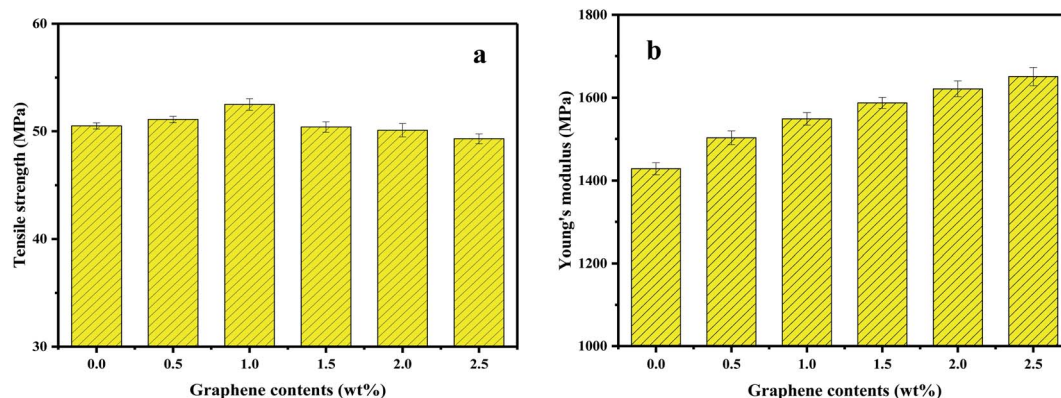 60
50
40
30
Tensile strength (MPa)
a
0.0 0.5 1.0 1.5 2.0 2.5
Graphene contents (wt%)
1800
1600
1400
1200
1000
Young's modulus (MPa)
b
0.0 0.5 1.0 1.5 2.0 2.5
Graphene contents (wt%)